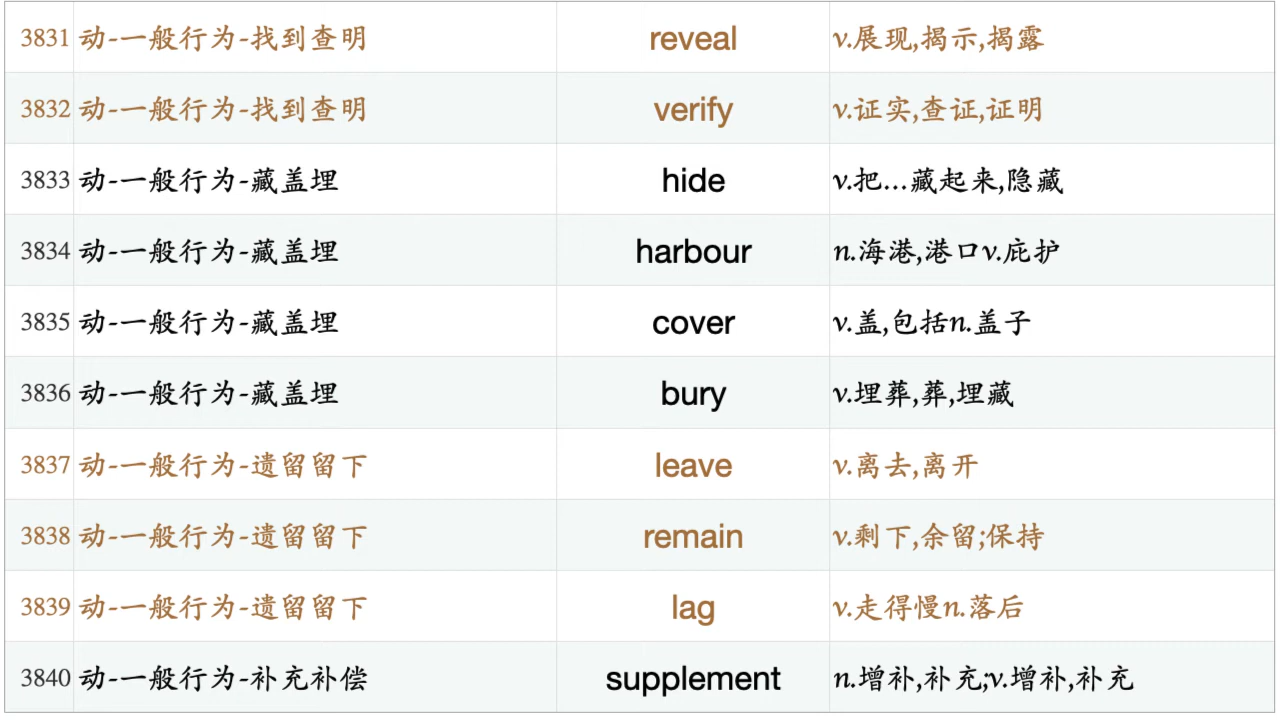 3831 动-一般行为-找到查明 reveal v.展现,揭示,揭露
3832 动-一般行为-找到查明 verify v.证实,查证,证明
3833 动-一般行为-藏盖埋 hide v.把...藏起来,隐藏
3834 动-一般行为-藏盖埋 harbour n.海港,港口v.庇护
3835 动-一般行为-藏盖埋 cover v.盖,包括n.盖子
3836 动-一般行为-藏盖埋 bury v.埋葬,葬,埋藏
3837 动-一般行为-遗留留下 leave v.离去,离开
3838 动-一般行为-遗留留下 remain v.剩下,余留;保持
3839 动-一般行为-遗留留下 lag v.走得慢n.落后
3840 动-一般行为-补充补偿 supplement n.增补,补充;v.增补,补充